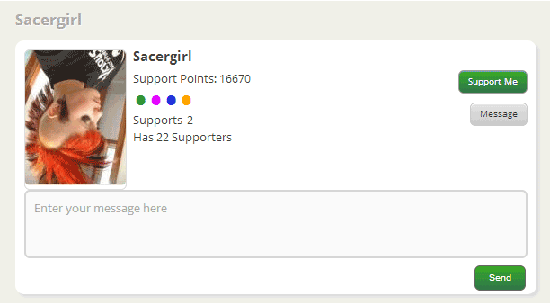 Sacergirl
Sacergirl
Support Points: 16670
Support Me
Message
Supports 2
Has 22 Supporters
Enter your message here
Send